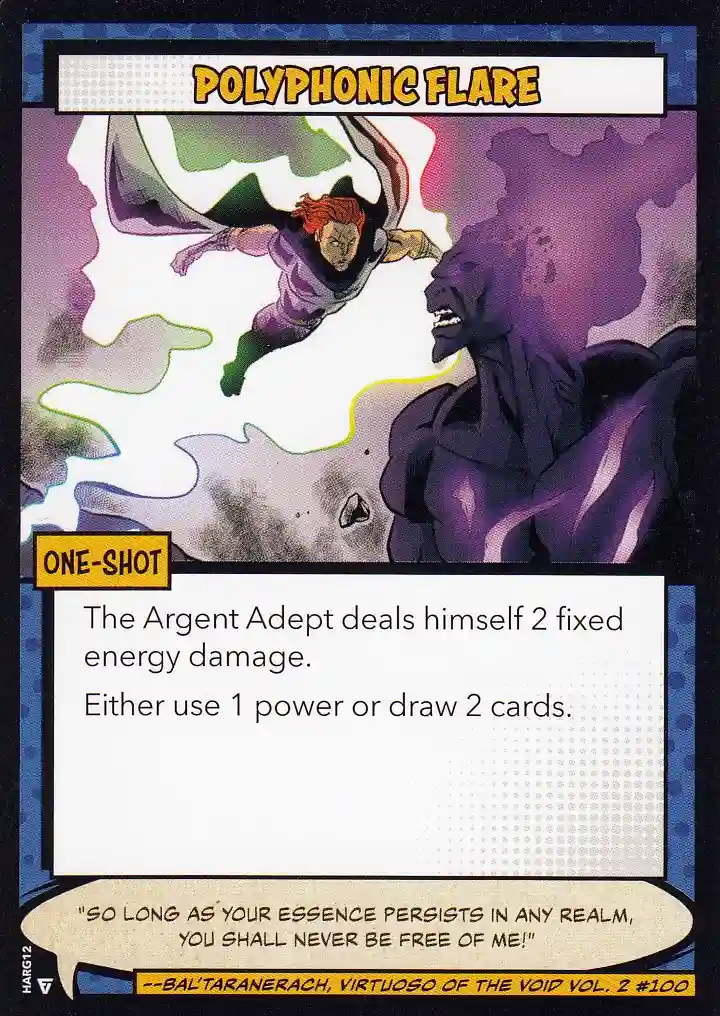 POLYPHONIC FLARE
ONE-SHOT
The Argent Adept deals himself 2 fixed
energy damage.
Either use 1 power or draw 2 cards.
"SO LONG AS YOUR ESSENCE PERSISTS IN ANY REALM,
YOU SHALL NEVER BE FREE OF ME!"
--BAL'TARANERACH, VIRTUOSO OF THE VOID VOL. 2 #100
HARG12